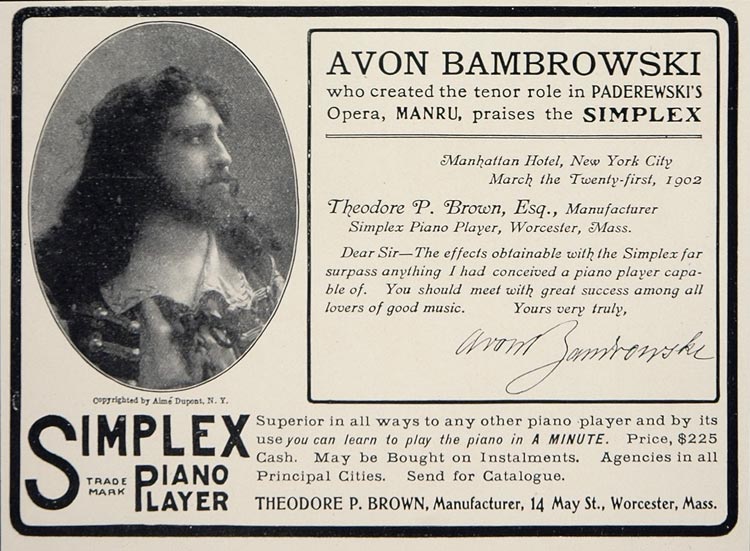 AVON BAMBROWSKI
who created the tenor role in PADEREWSKI'S
Opera, MANRU, praises the SIMPLEX
Manhattan Hotel, New York City
March the Twenty-first, 1902
Theodore P. Brown, Esq., Manufacturer
Simplex Piano Player, Worcester, Mass.
Dear Sir—The effects obtainable with the Simplex far
surpass anything I had conceived a piano player capa-
ble of. You should meet with great success among all
lovers of good music. Yours very truly,
Avon Bambrowski
Copyrighted by Aimé Dupont, N. Y.
SIMPLEX
TRADE
MARK
PIANO
PLAYER
Superior in all ways to any other piano player and by its
use you can learn to play the piano in A MINUTE. Price, $225
Cash. May be Bought on Instalments. Agencies in all
Principal Cities. Send for Catalogue.
THEODORE P. BROWN, Manufacturer, 14 May St., Worcester, Mass.